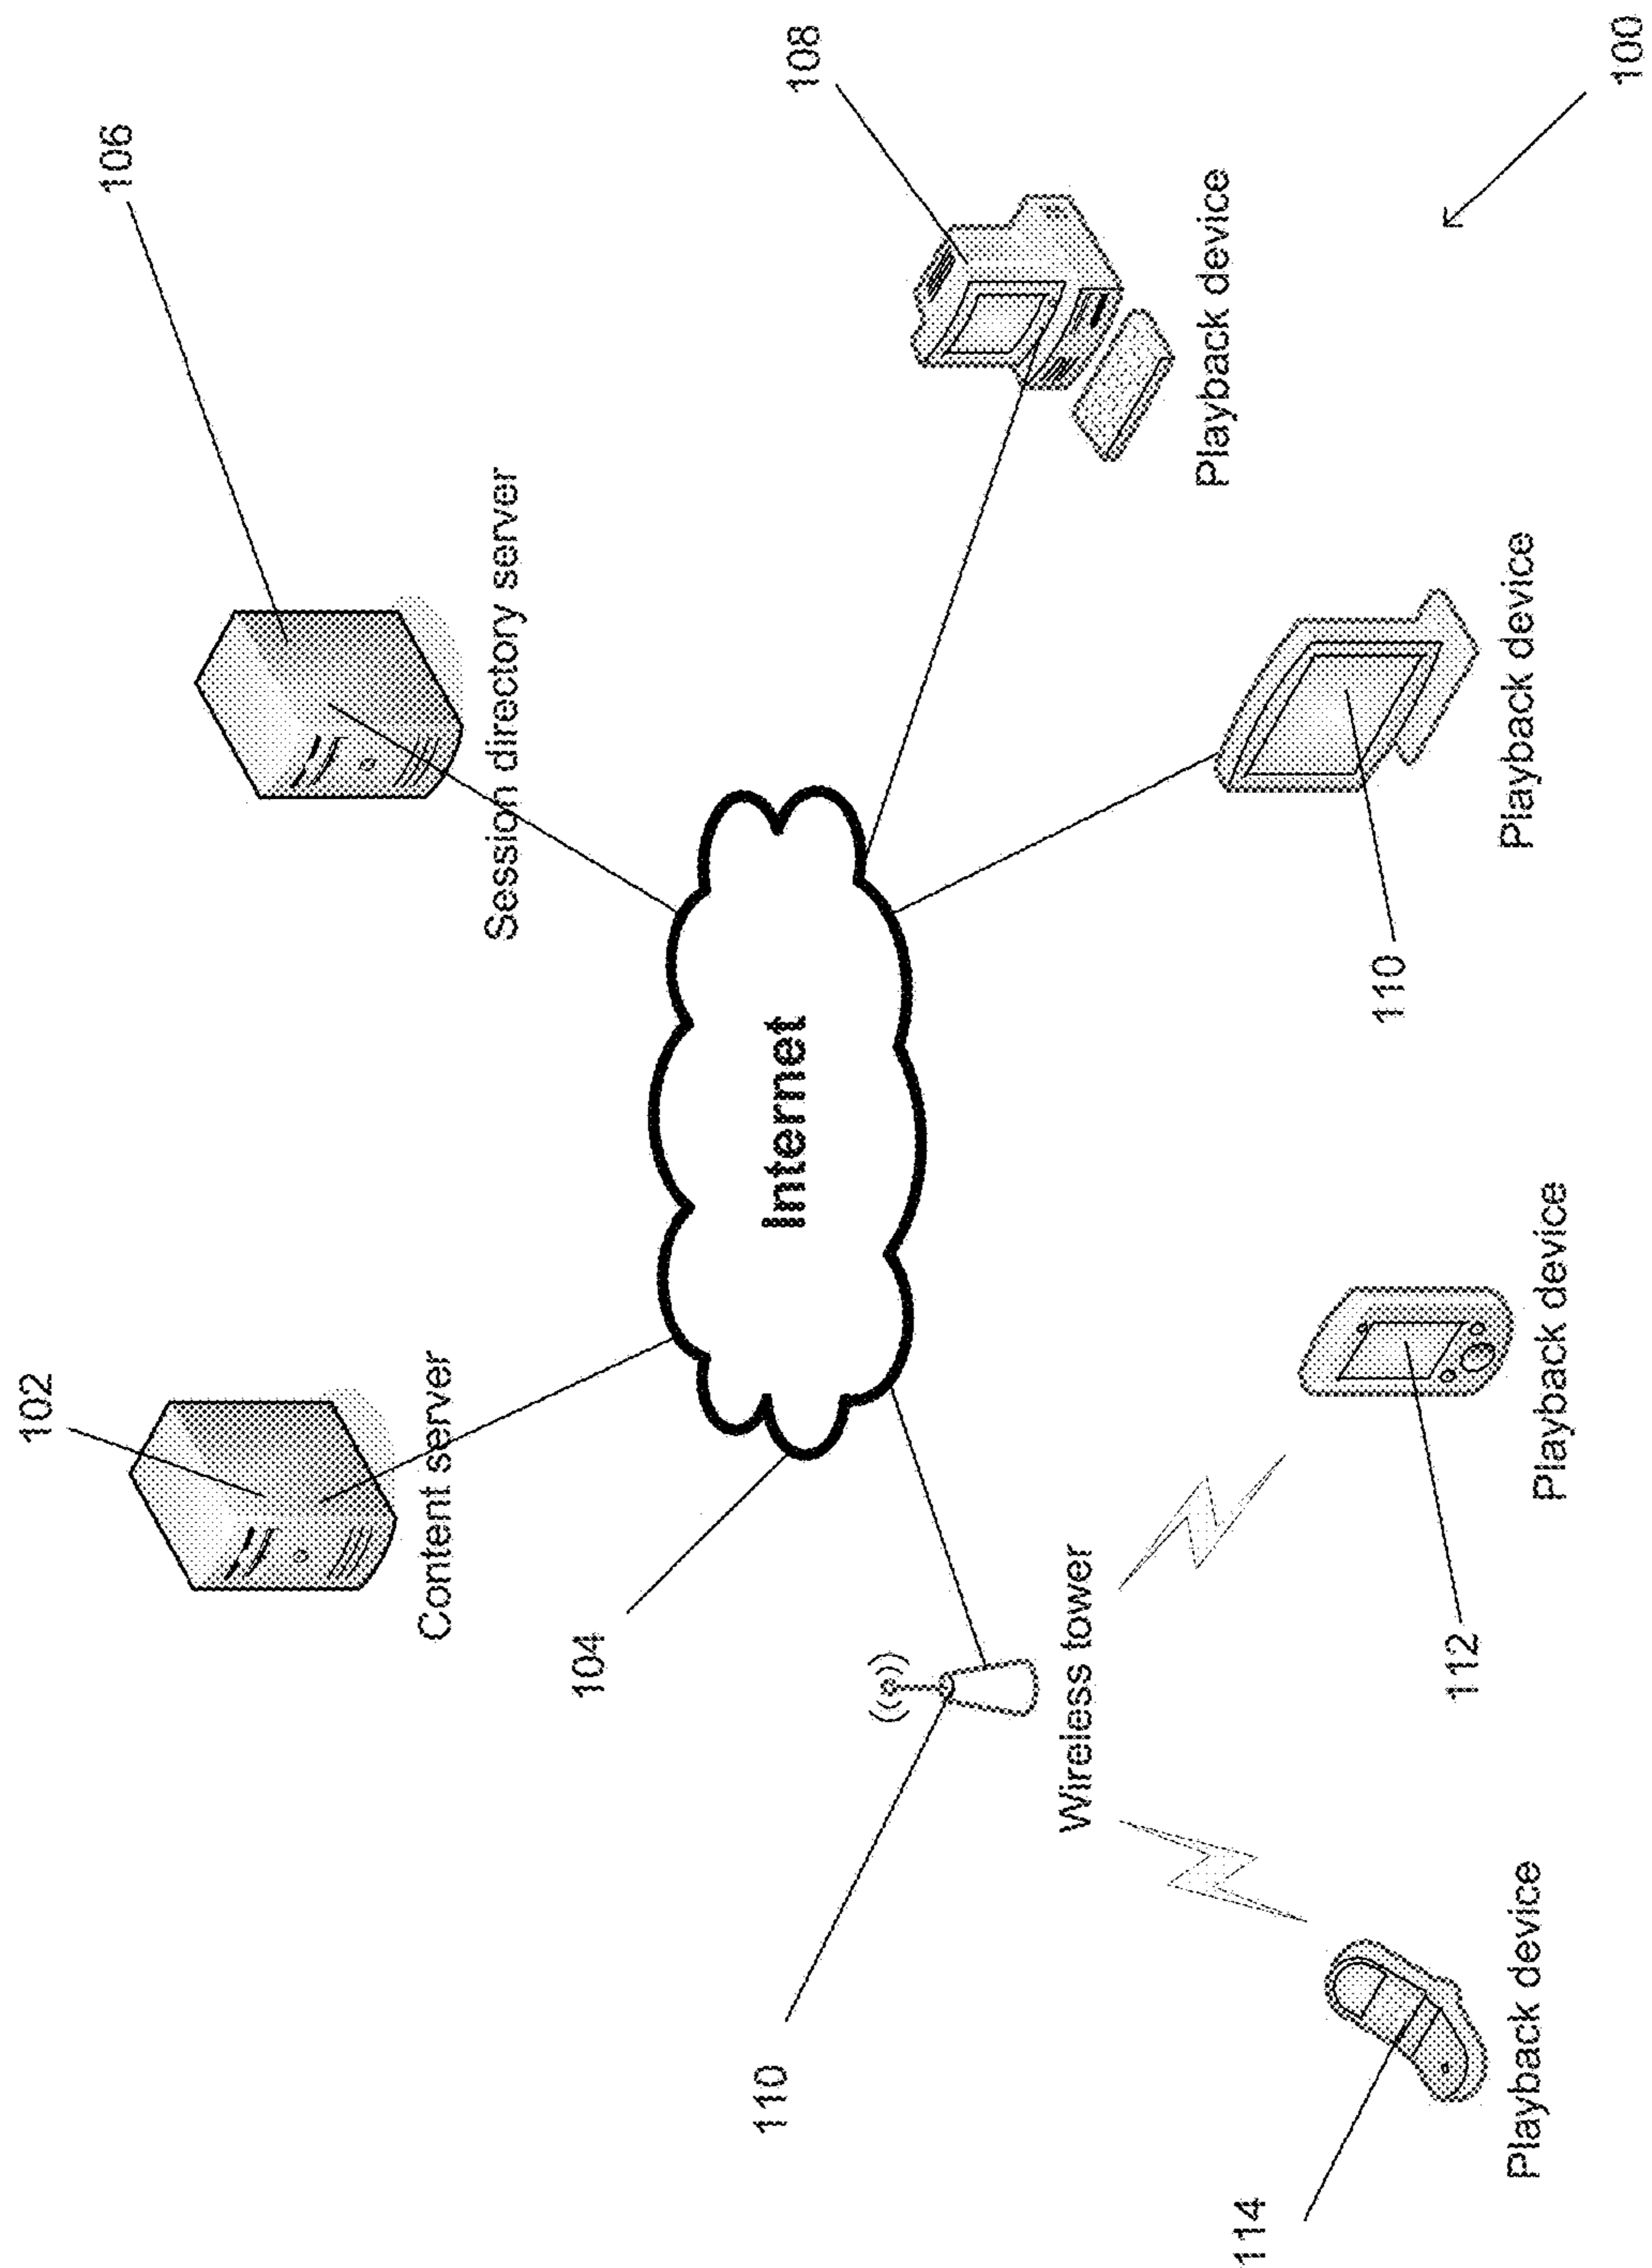 102
Content server
106
Session directory server
104
Internet
110
Wireless tower
108
Playback device
114
Playback device
112
Playback device
110
Playback device
100